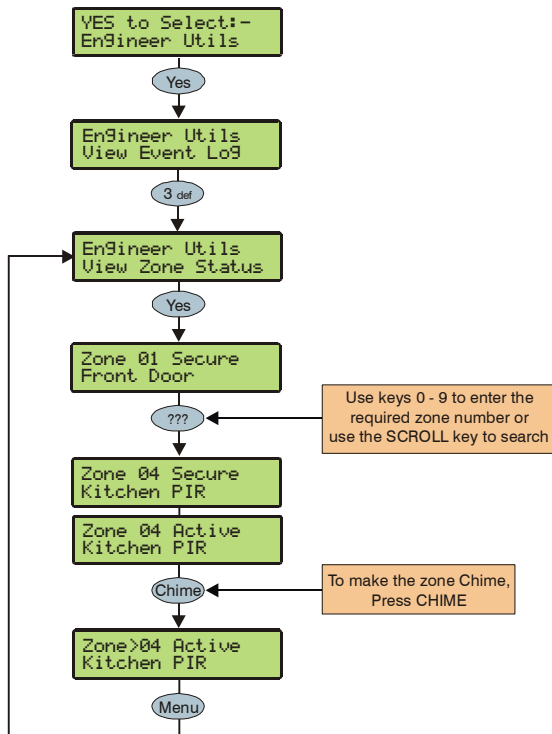 YES to Select:-
Engineer Utils
Yes
Engineer Utils
View Event Log
3 def
Engineer Utils
View Zone Status
Yes
Zone 01 Secure
Front Door
???
Use keys 0 - 9 to enter the
required zone number or
use the SCROLL key to search
Zone 04 Secure
Kitchen PIR
Zone 04 Active
Kitchen PIR
Chime
To make the zone Chime,
Press CHIME
Zone>04 Active
Kitchen PIR
Menu